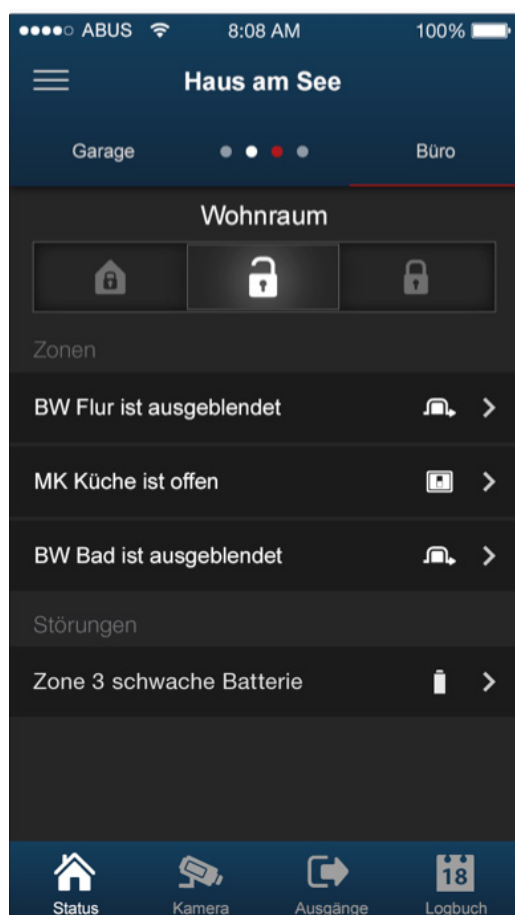 ABUS 8:08 AM 100%
Haus am See
Garage Büro
Wohnraum
Zonen
BW Flur ist ausgeblendet
MK Küche ist offen
BW Bad ist ausgeblendet
Störungen
Zone 3 schwache Batterie
18
Status Kamera Ausgänge Logbuch